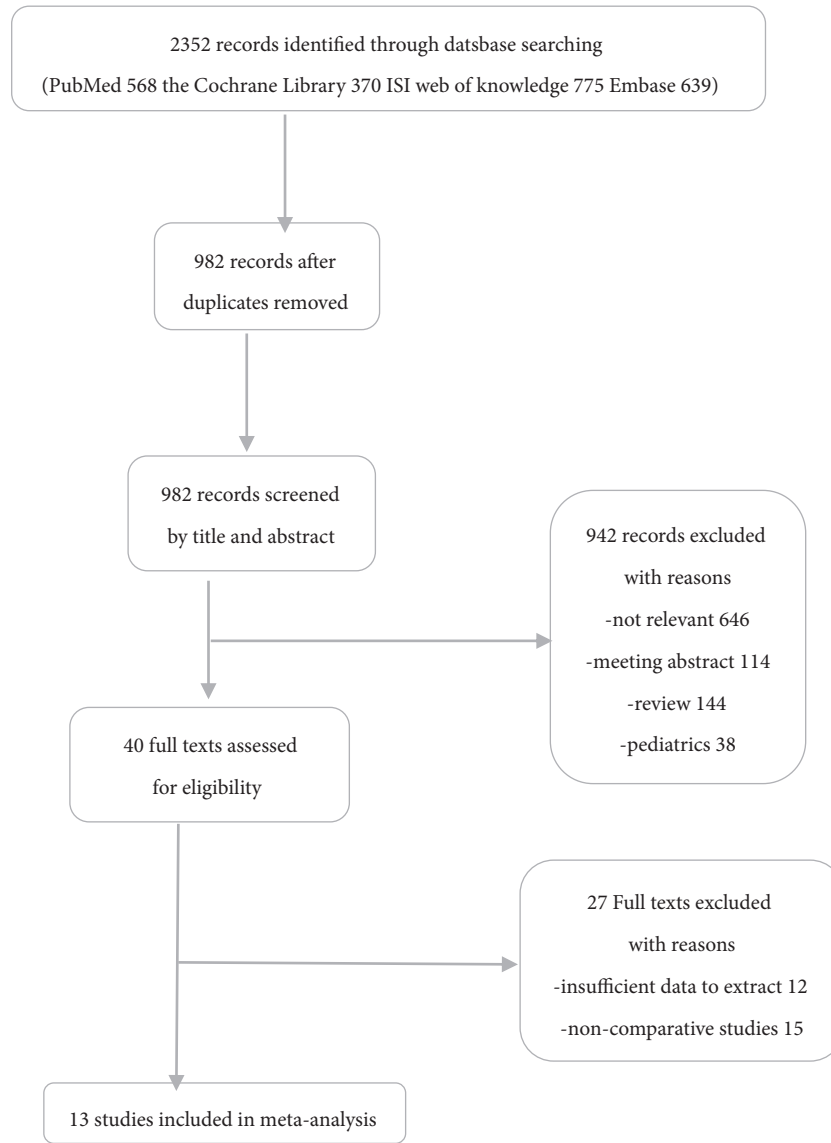 2352 records identified through datsbase searching
(PubMed 568 the Cochrane Library 370 ISI web of knowledge 775 Embase 639)
982 records after
duplicates removed
982 records screened
by title and abstract
942 records excluded
with reasons
-not relevant 646
-meeting abstract 114
-review 144
-pediatrics 38
40 full texts assessed
for eligibility
27 Full texts excluded
with reasons
-insufficient data to extract 12
-non-comparative studies 15
13 studies included in meta-analysis